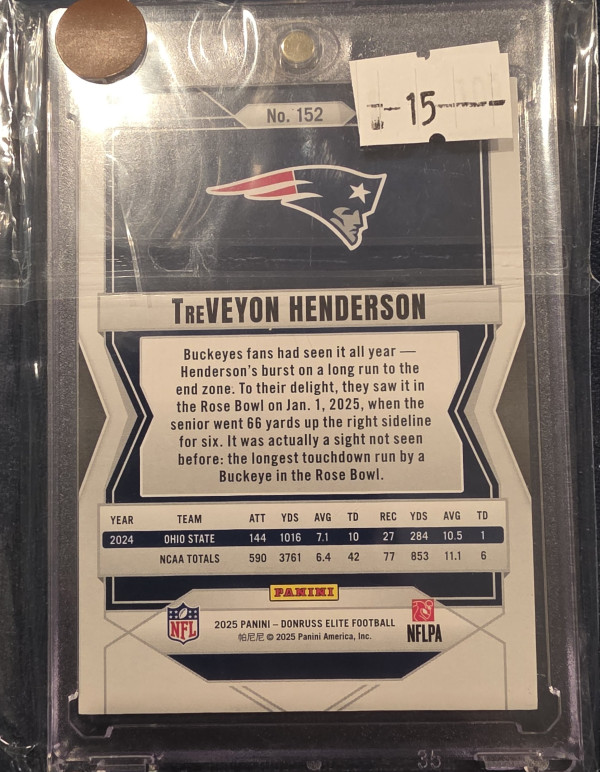 No. 152
-15-
TREVEYON HENDERSON
Buckeyes fans had seen it all year —
Henderson's burst on a long run to the
end zone. To their delight, they saw it in
the Rose Bowl on Jan. 1, 2025, when the
senior went 66 yards up the right sideline
for six. It was actually a sight not seen
before: the longest touchdown run by a
Buckeye in the Rose Bowl.
YEAR TEAM ATT YDS AVG TD REC YDS AVG TD
2024 OHIO STATE 144 1016 7.1 10 27 284 10.5 1
NCAA TOTALS 590 3761 6.4 42 77 853 11.1 6
PANINI
NFL
2025 PANINI – DONRUSS ELITE FOOTBALL
帕尼尼 © 2025 Panini America, Inc.
NFLPA
35